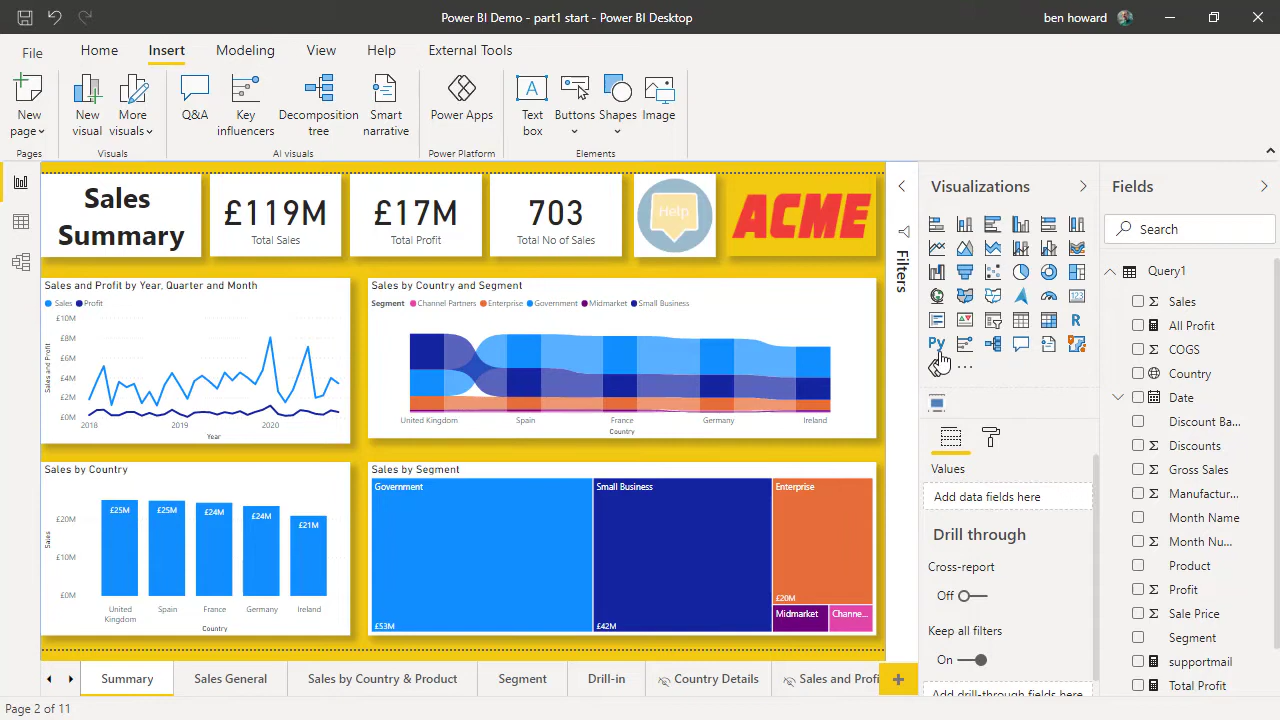 Power BI Demo - part1 start - Power BI Desktop
ben howard
File
Home
Insert
Modeling
View
Help
External Tools
New page
New visual
More visuals
Q&A
Key influencers
Decomposition tree
Smart narrative
Power Apps
Text box
Buttons
Shapes
Image
Pages
Visuals
AI visuals
Power Platform
Elements
Sales Summary
£119M
Total Sales
£17M
Total Profit
703
Total No of Sales
Help
ACME
Sales and Profit by Year, Quarter and Month
Sales Profit
£10M
£8M
£6M
£4M
£2M
£0M
Sales and Profit
2018 2019 2020
Year
Sales by Country and Segment
Segment Channel Partners Enterprise Government Midmarket Small Business
United Kingdom Spain France Germany Ireland
Country
Sales by Country
£20M
£10M
£0M
Sales
£25M £25M £24M £24M £21M
United Kingdom Spain France Germany Ireland
Country
Sales by Segment
Government
£53M
Small Business
£42M
Enterprise
£20M
Midmarket
Channe...
Filters
Visualizations
R
Py
123
Values
Add data fields here
Drill through
Cross-report
Off
Keep all filters
On
Add drill-through fields here
Fields
Search
Query1
Sales
All Profit
COGS
Country
Date
Discount Ba...
Discounts
Gross Sales
Manufactur...
Month Name
Month Nu...
Product
Profit
Sale Price
Segment
supportmail
Total Profit
Summary
Sales General
Sales by Country & Product
Segment
Drill-in
Country Details
Sales and Profi
Page 2 of 11